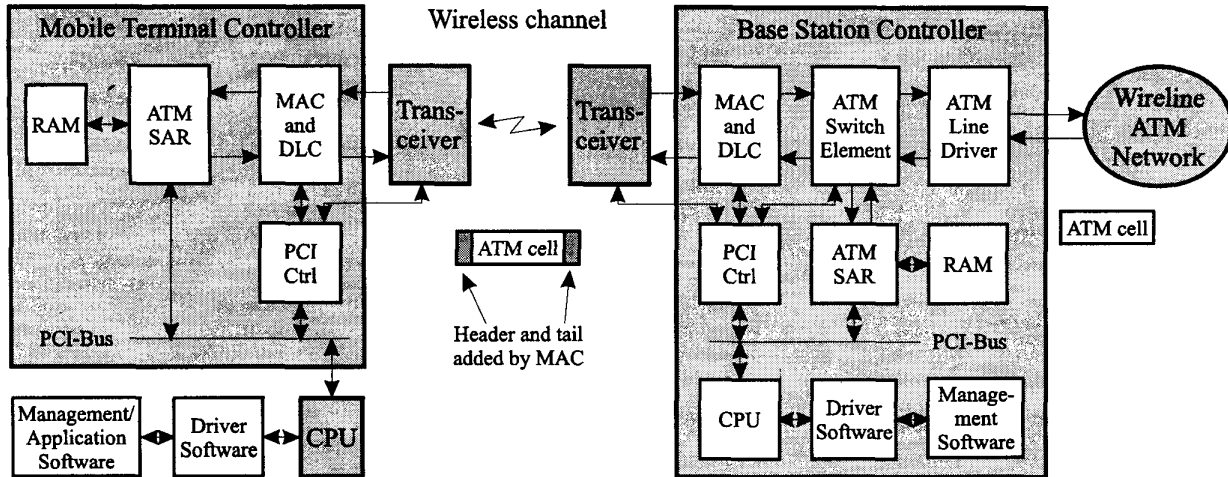 Mobile Terminal Controller
Wireless channel
Base Station Controller
RAM
ATM
SAR
MAC
and
DLC
Trans-
ceiver
Trans-
ceiver
MAC
and
DLC
ATM
Switch
Element
ATM
Line
Driver
Wireline
ATM
Network
PCI
Ctrl
ATM cell
PCI
Ctrl
ATM
SAR
RAM
ATM cell
Header and tail
added by MAC
PCI-Bus
PCI-Bus
Management/
Application
Software
Driver
Software
CPU
CPU
Driver
Software
Manage-
ment
Software